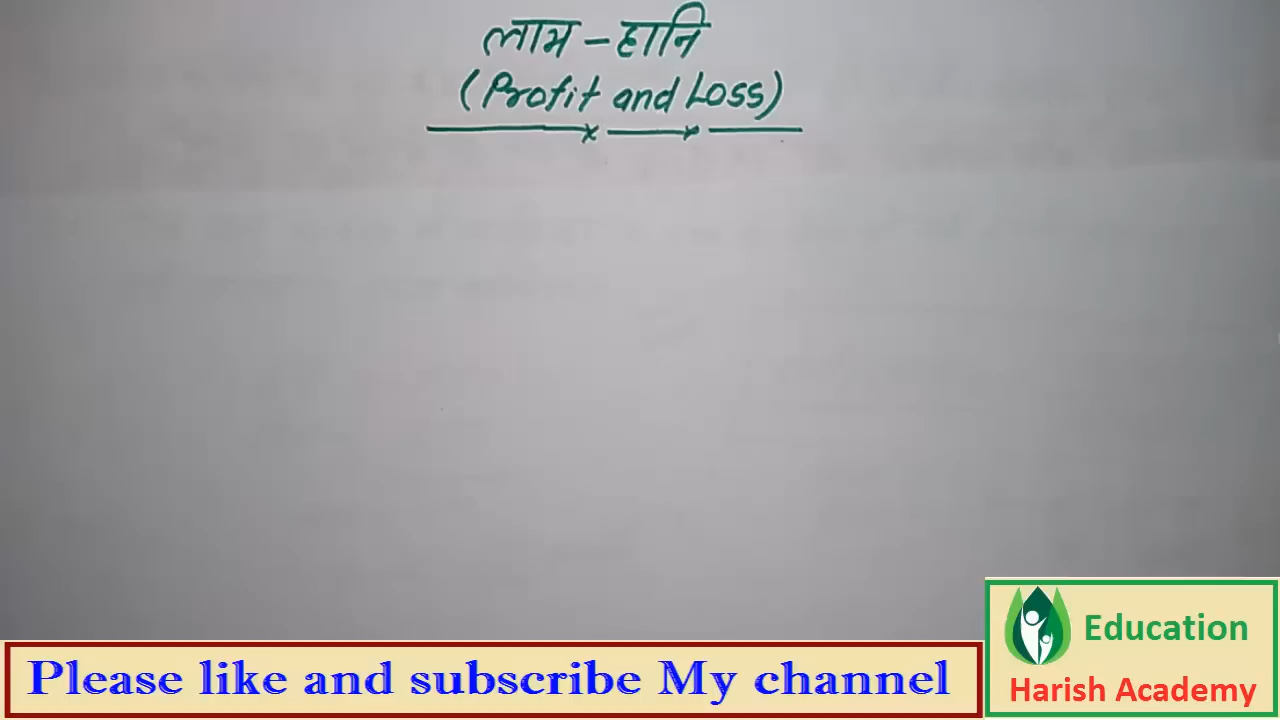 लाभ - हानि
(Profit and Loss)
Education
Please like and subscribe My channel
Harish Academy